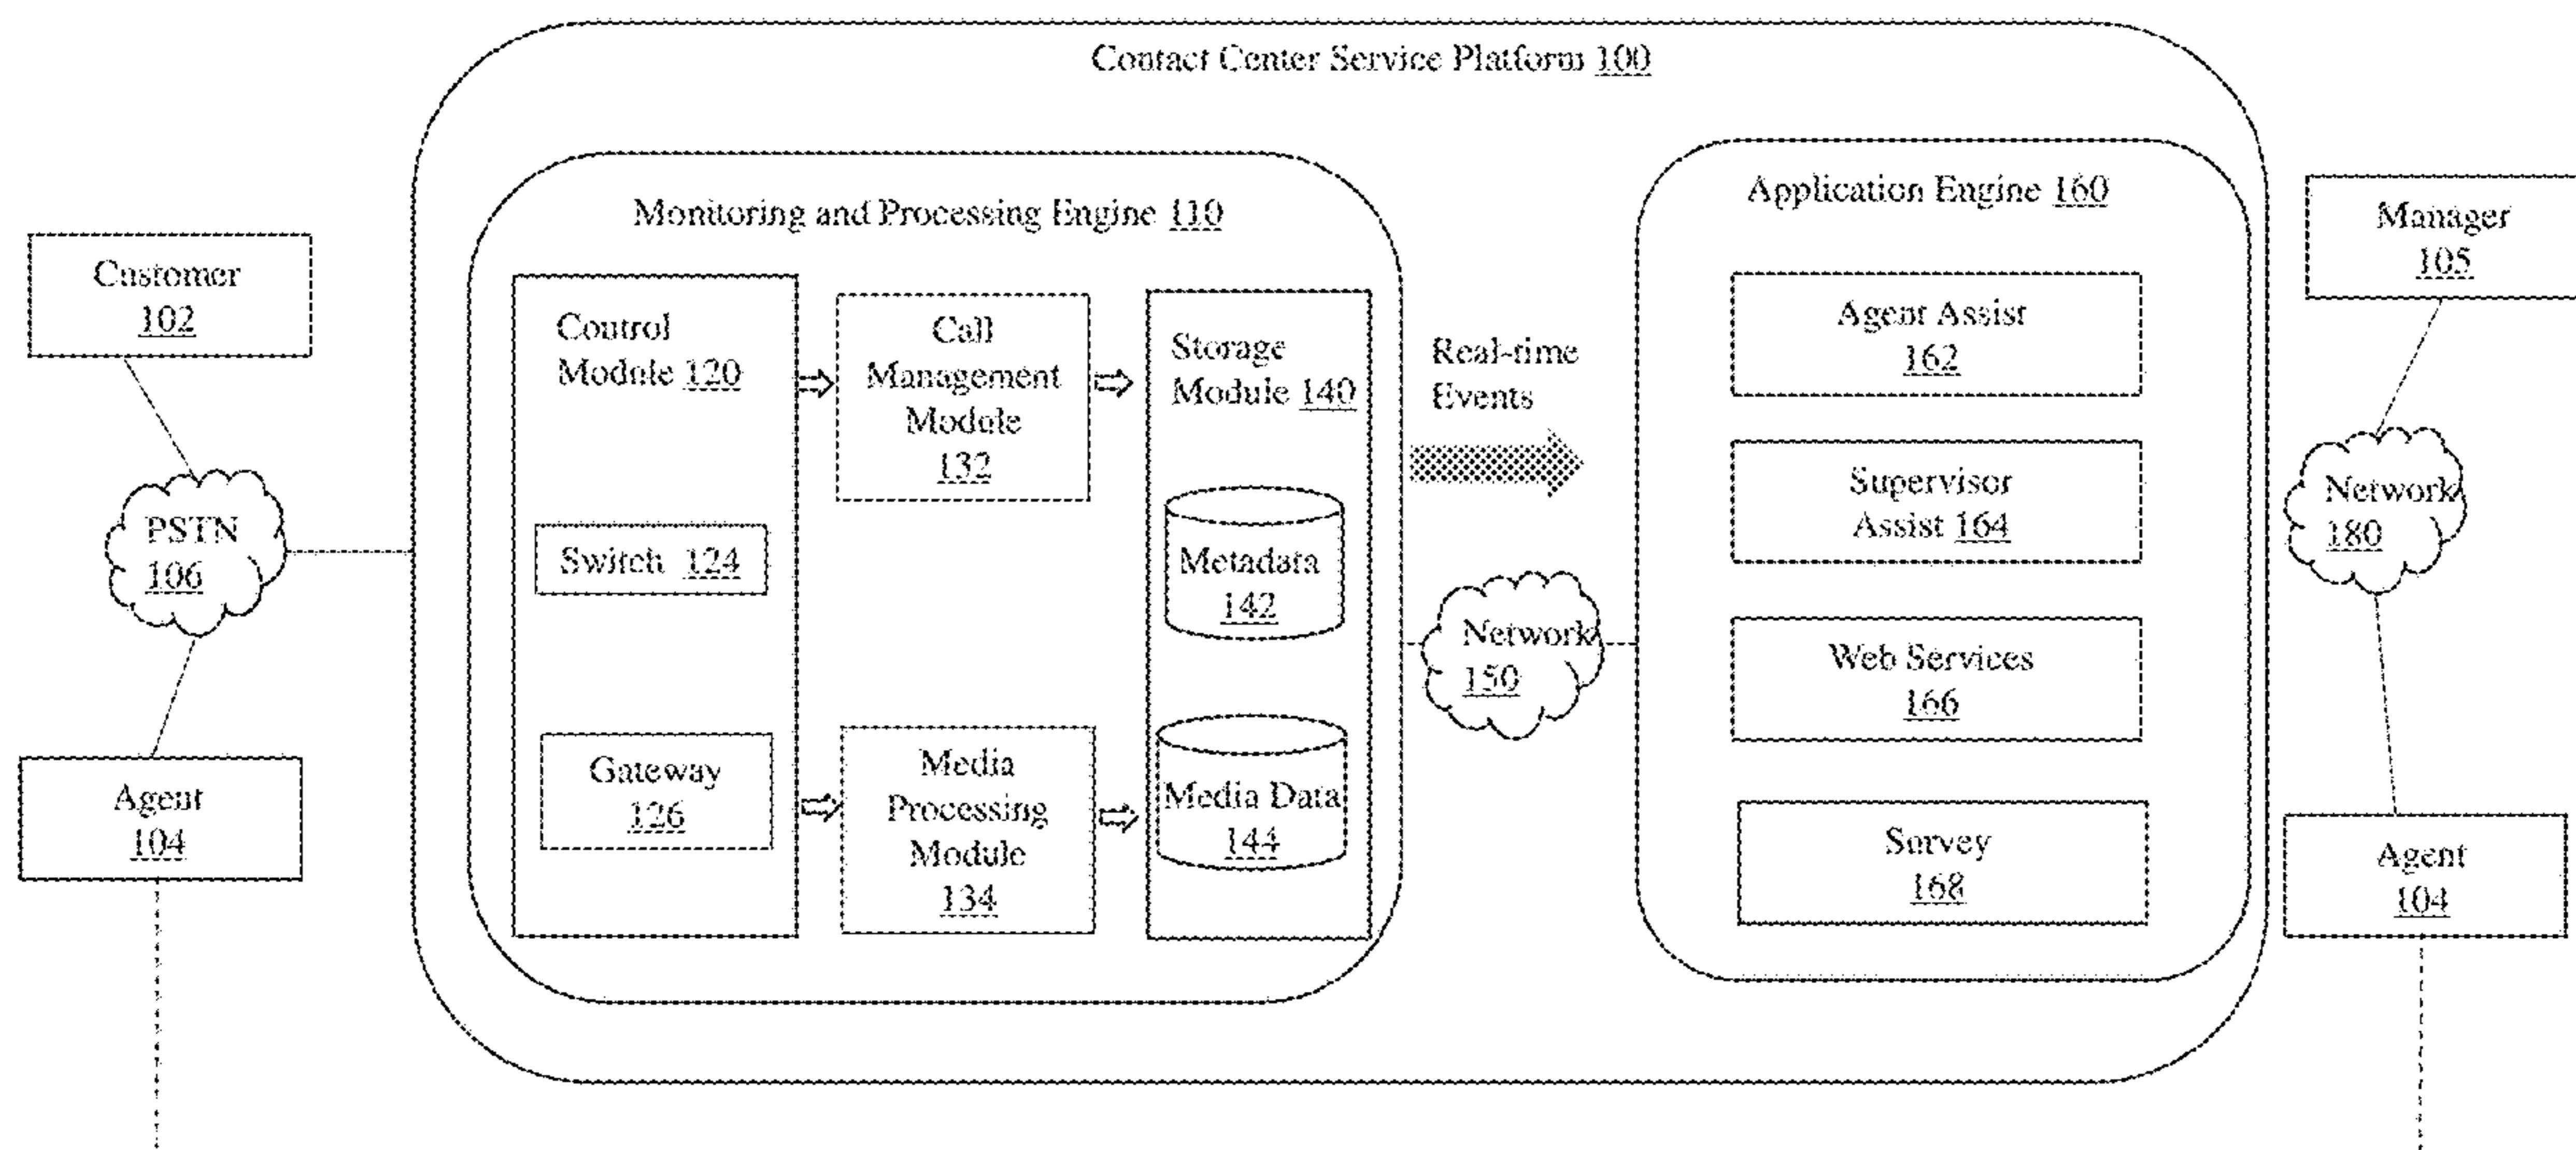 Contact Center Service Platform 100
Monitoring and Processing Engine 110
Application Engine 160
Customer
102
PSTN
106
Agent
104
Control
Module 120
Switch 124
Gateway
126
Call
Management
Module
132
Media
Processing
Module
134
Storage
Module 140
Metadata
142
Media Data
144
Real-time
Events
Network
150
Agent Assist
162
Supervisor
Assist 164
Web Services
166
Survey
168
Manager
105
Network
180
Agent
104